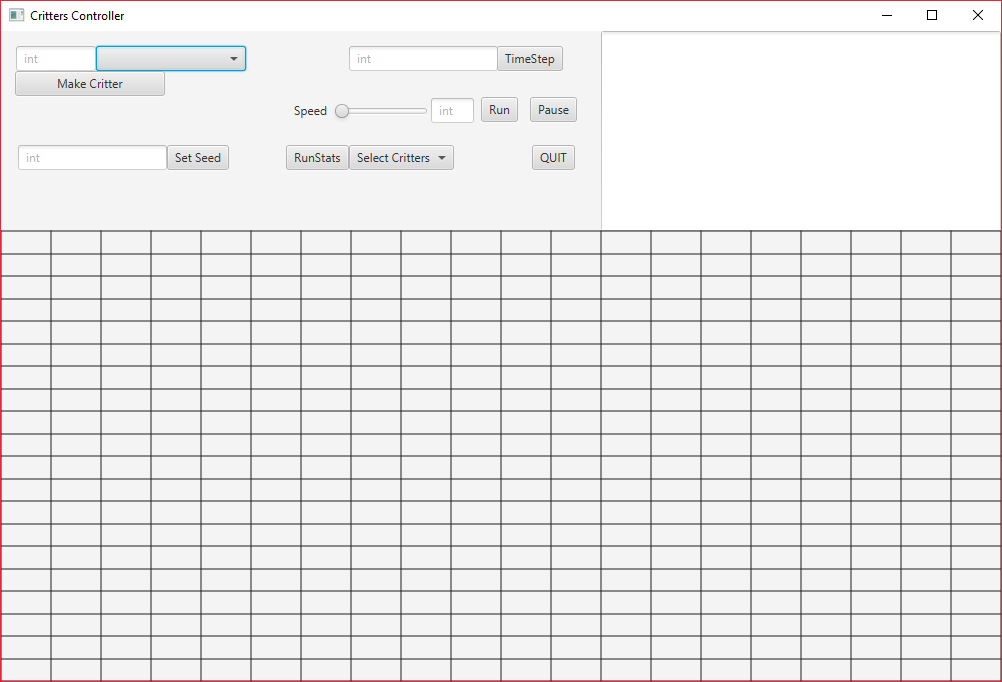 Critters Controller
int
int TimeStep
Make Critter
Speed int Run Pause
int Set Seed RunStats Select Critters QUIT